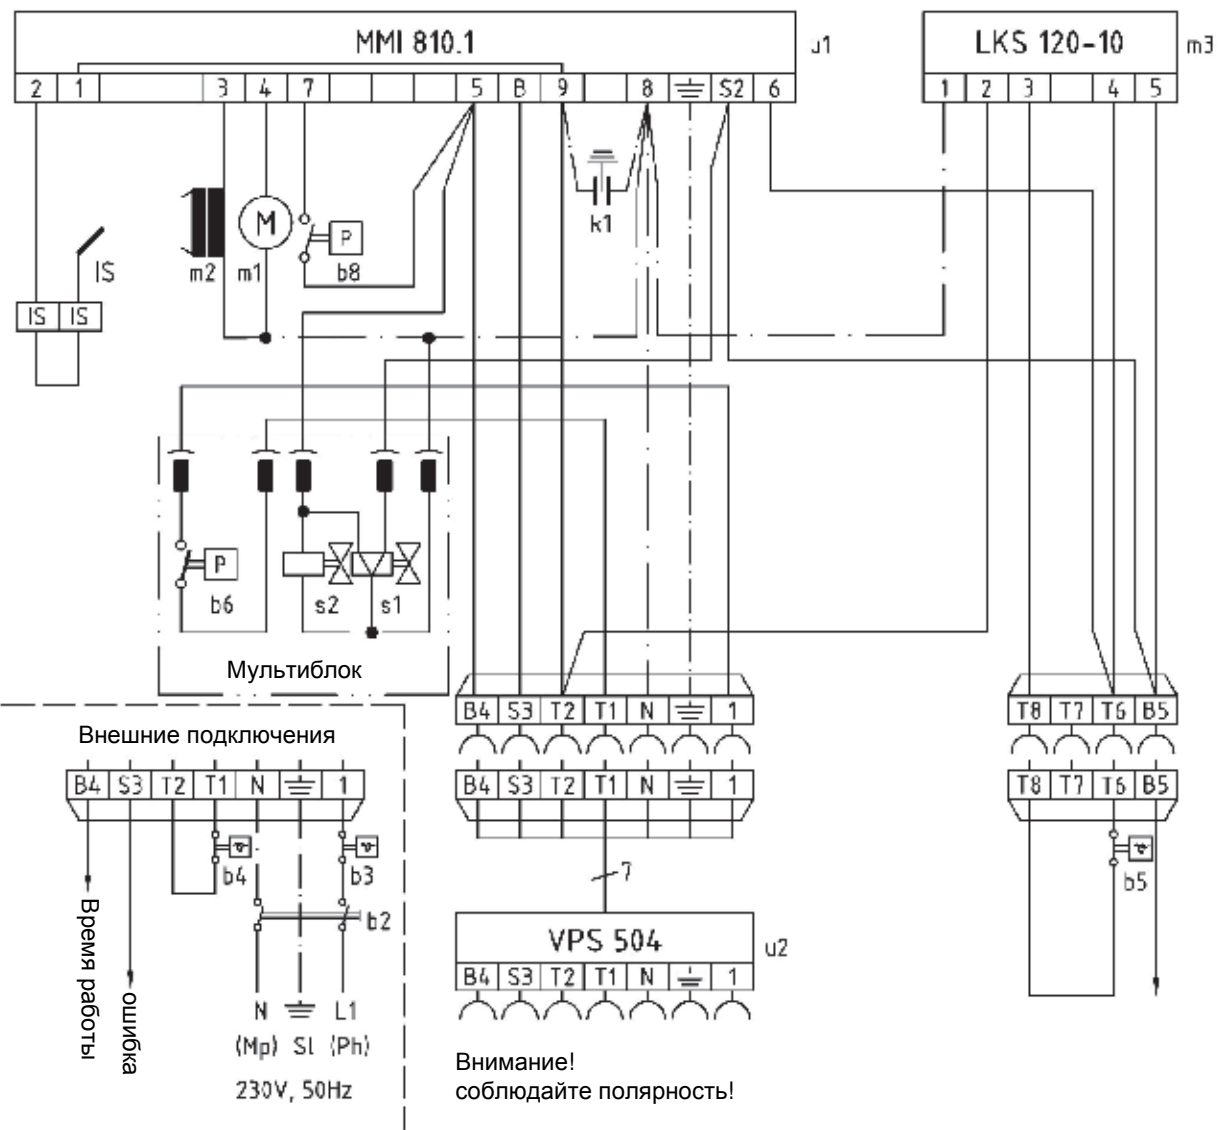 MMI 810.1 u1 LKS 120-10 m3
2 1 3 4 7 5 B 9 8 S2 6 1 2 3 4 5
k1
M P
IS m2 m1 b8
IS IS
P
b6 s2 s1
Мультиблок
B4 S3 T2 T1 N 1 T8 T7 T6 B5
Внешние подключения
B4 S3 T2 T1 N 1 B4 S3 T2 T1 N 1 T8 T7 T6 B5
b4 b3 7 b5
b2
Время работы
ошибка
VPS 504 u2
B4 S3 T2 T1 N 1
N L1
(Mp) SL (Ph)
230V, 50Hz
Внимание!
соблюдайте полярность!